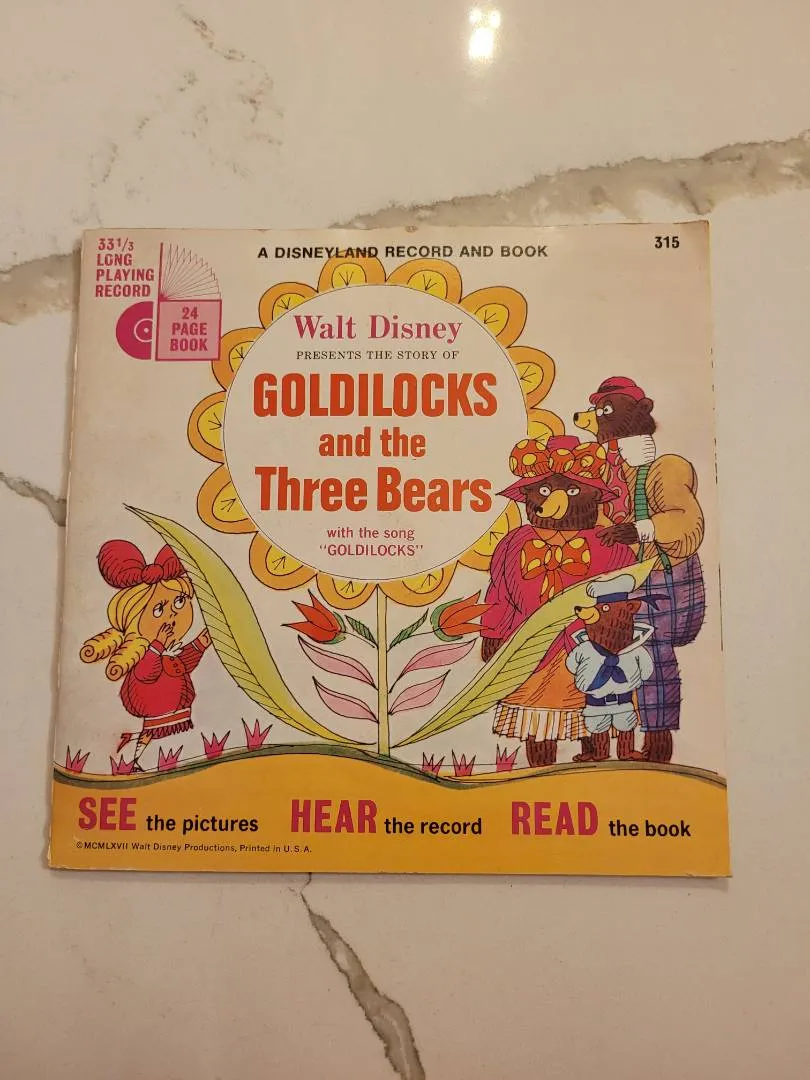 33 1/3
LONG
PLAYING
RECORD
24
PAGE
BOOK
A DISNEYLAND RECORD AND BOOK
315
Walt Disney
PRESENTS THE STORY OF
GOLDILOCKS
and the
Three Bears
with the song
"GOLDILOCKS"
SEE the pictures HEAR the record READ the book
©MCMLXVII Walt Disney Productions, Printed in U.S.A.